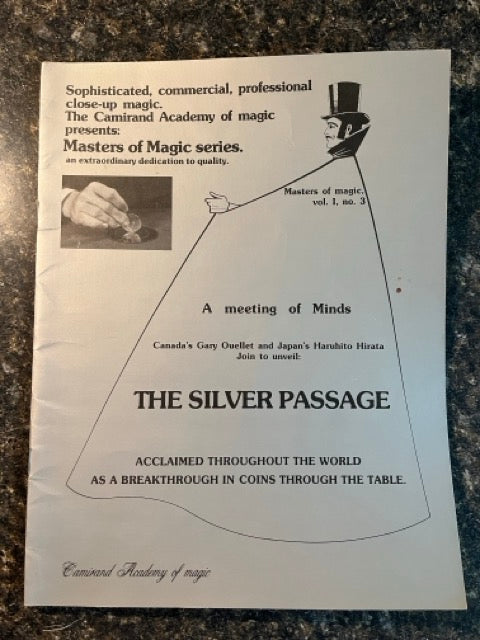 Sophisticated, commercial, professional
close-up magic.
The Camirand Academy of magic
presents:
Masters of Magic series.
an extraordinary dedication to quality.
Masters of magic.
vol. 1, no. 3
A meeting of Minds
Canada's Gary Ouellet and Japan's Haruhito Hirata
Join to unveil:
THE SILVER PASSAGE
ACCLAIMED THROUGHOUT THE WORLD
AS A BREAKTHROUGH IN COINS THROUGH THE TABLE.
Camirand Academy of magic